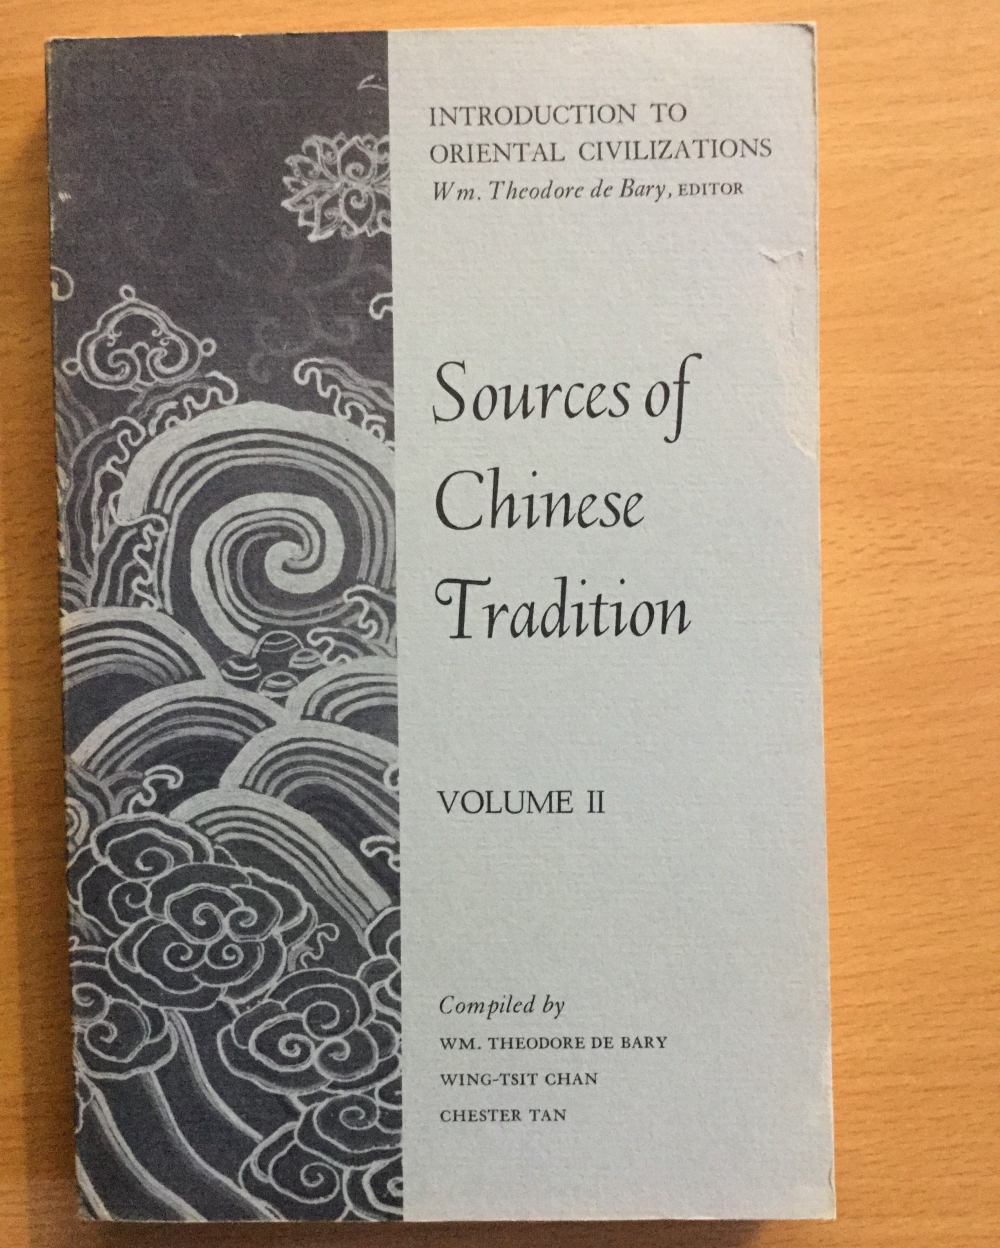 INTRODUCTION TO
ORIENTAL CIVILIZATIONS
Wm. Theodore de Bary, EDITOR
Sources of
Chinese
Tradition
VOLUME II
Compiled by
WM. THEODORE DE BARY
WING-TSIT CHAN
CHESTER TAN